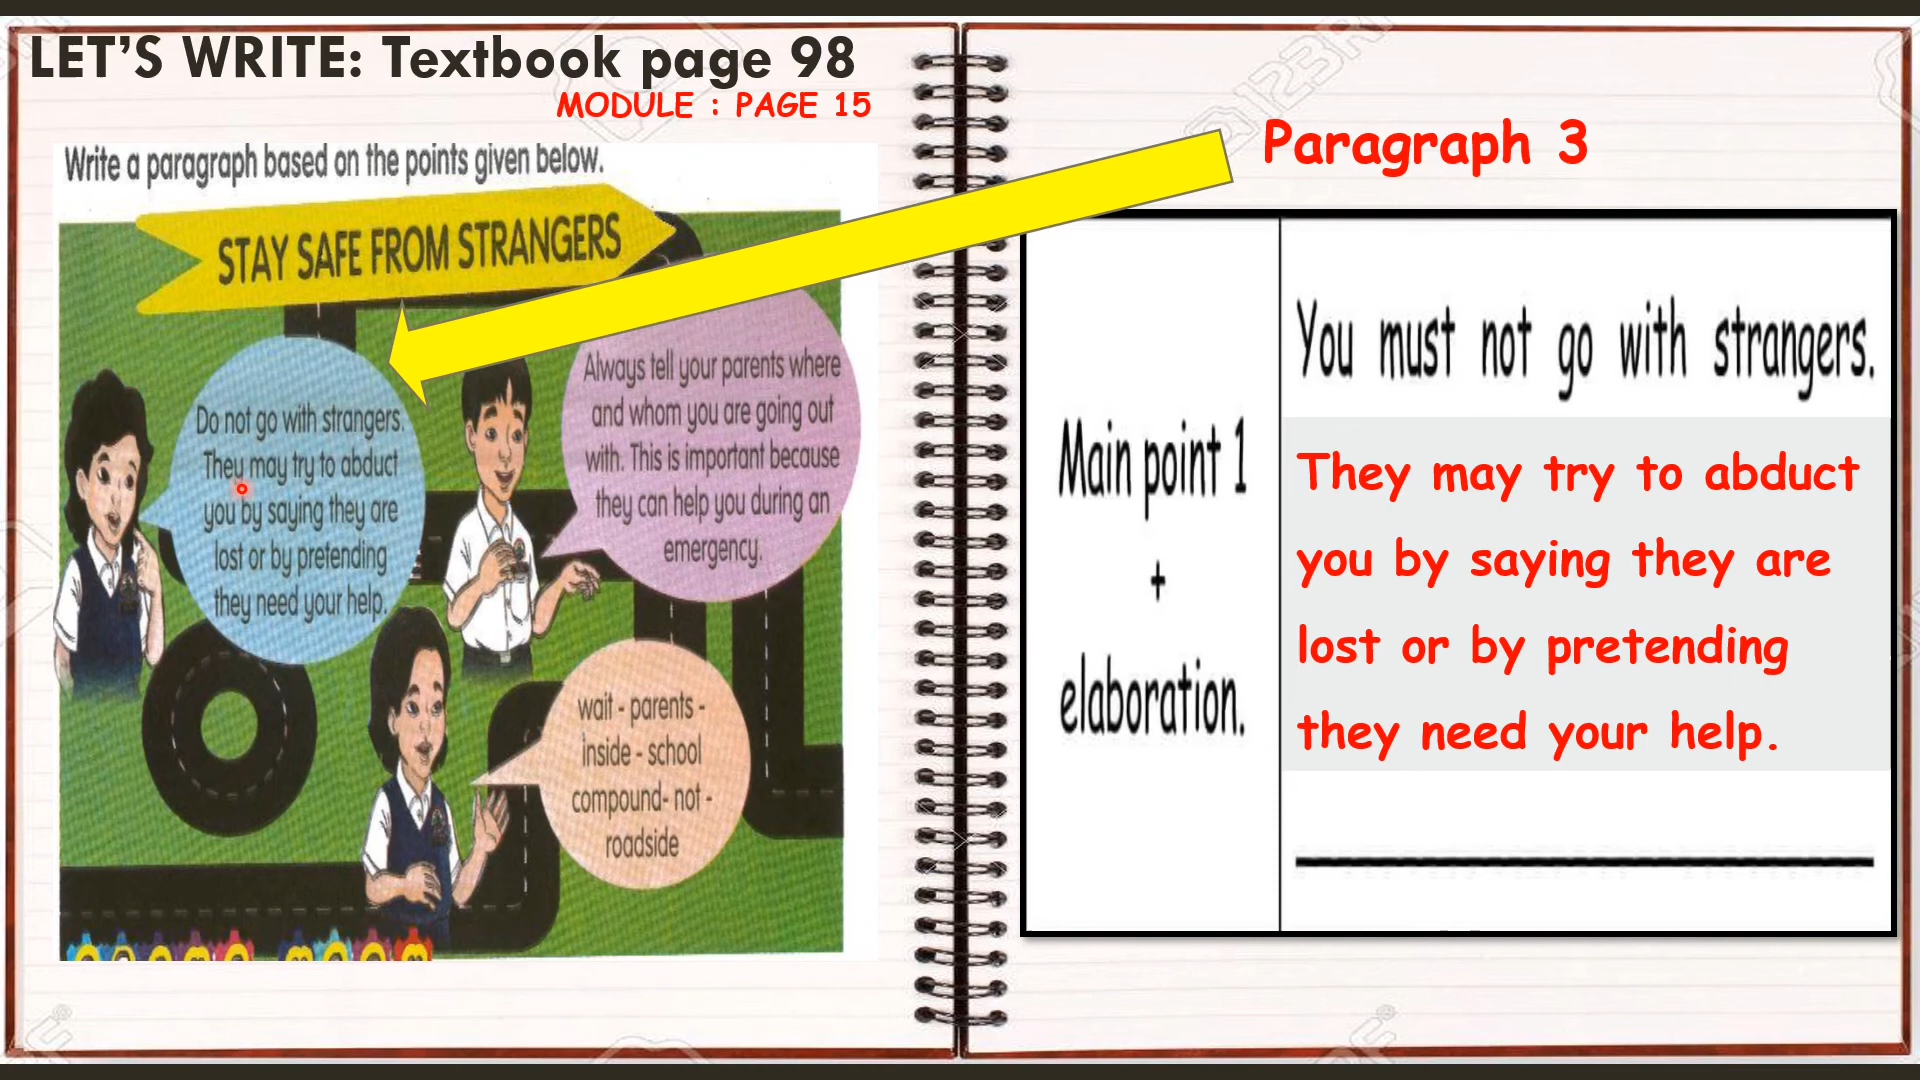 LET'S WRITE: Textbook page 98
MODULE : PAGE 15
Write a paragraph based on the points given below.
STAY SAFE FROM STRANGERS
Do not go with strangers.
They may try to abduct
you by saying they are
lost or by pretending
they need your help.
Always tell your parents where
and whom you are going out
with. This is important because
they can help you during an
emergency.
wait - parents -
inside - school
compound- not -
roadside
Paragraph 3
Main point 1
+
elaboration.
You must not go with strangers.
They may try to abduct
you by saying they are
lost or by pretending
they need your help.
123RF